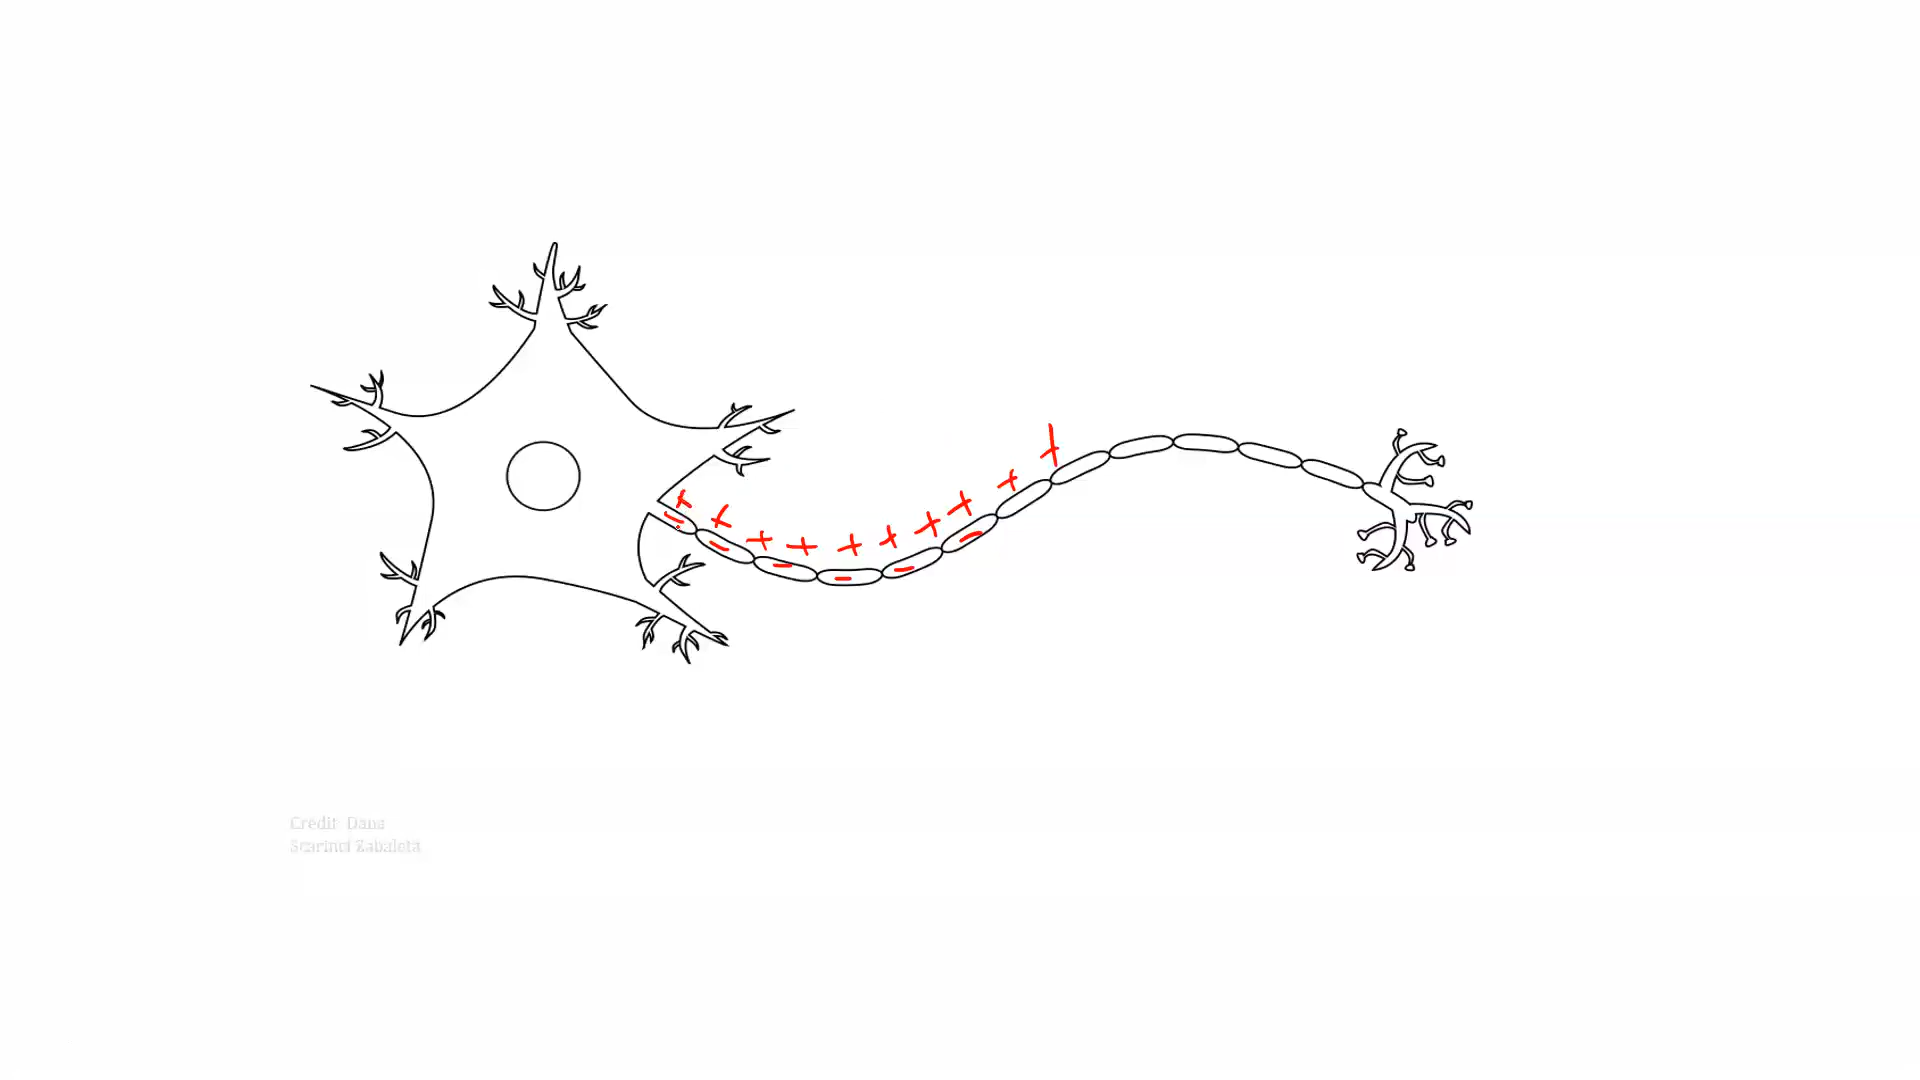 Credit: Dana
Scarinci Zabaleta
+ + + + + + + + + + +
- - - - - - -